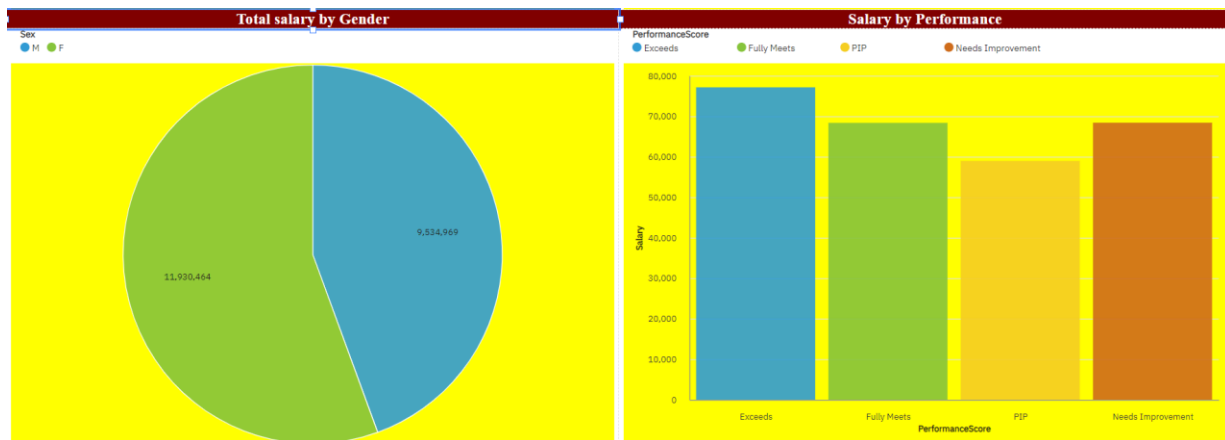 Total salary by Gender
Sex
M F
9,534,969
11,930,464
Salary by Performance
PerformanceScore
Exceeds Fully Meets PIP Needs Improvement
80,000
70,000
60,000
50,000
40,000
30,000
20,000
10,000
0
Salary
Exceeds Fully Meets PIP Needs Improvement
PerformanceScore